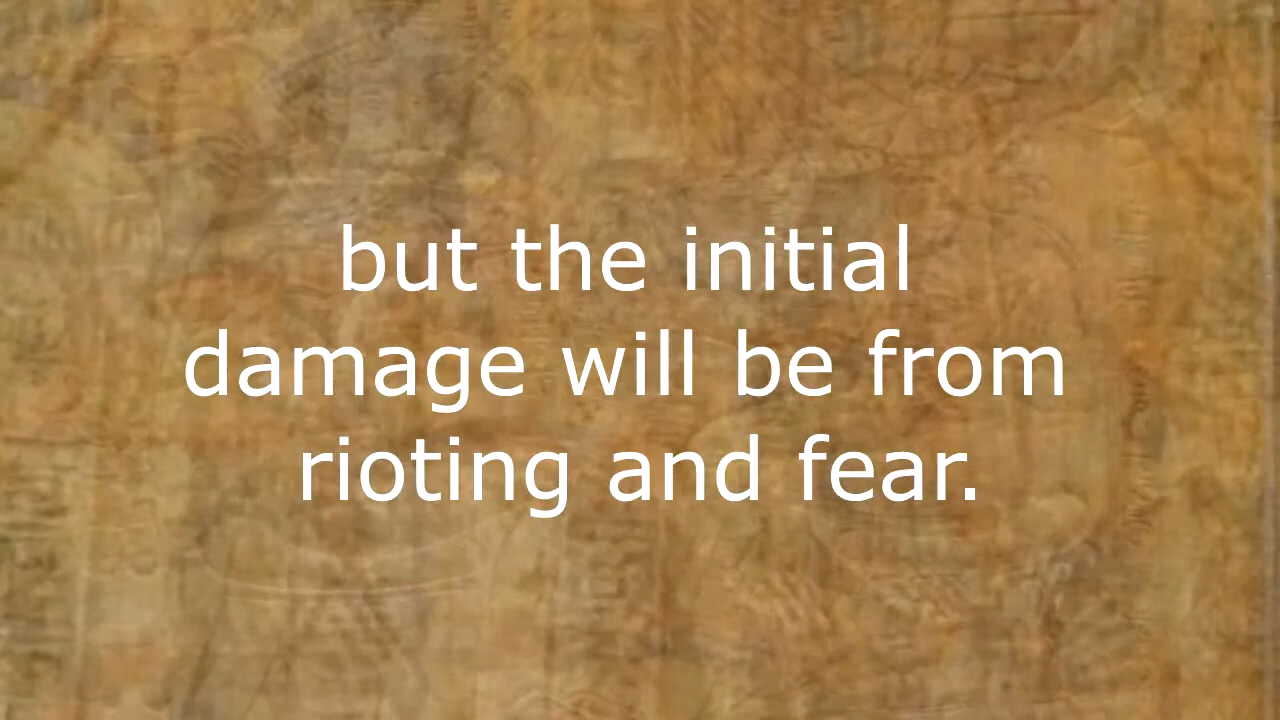 but the initial
damage will be from
rioting and fear.